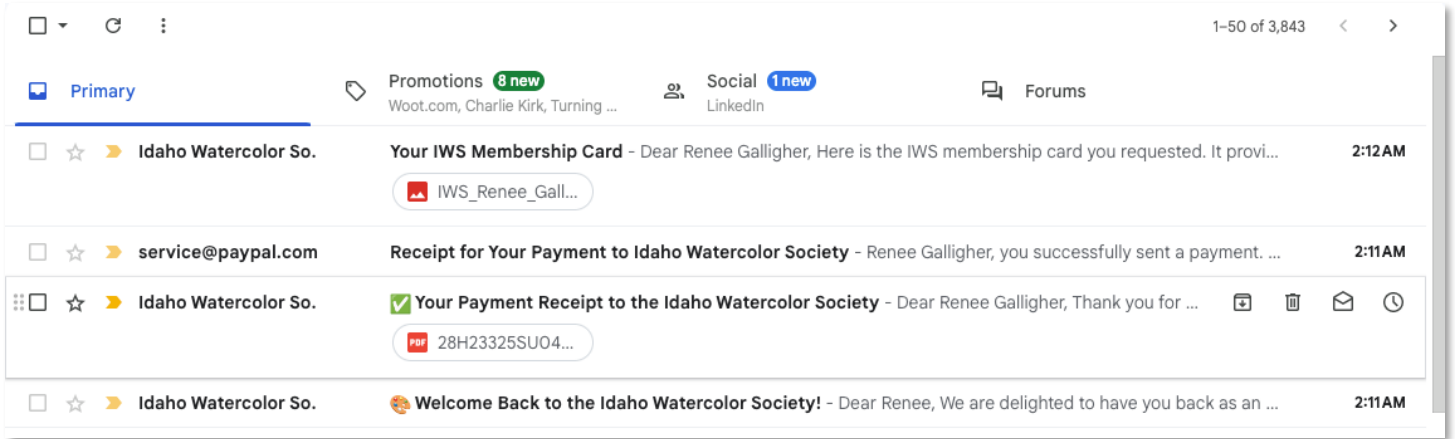 1–50 of 3,843
Primary
Promotions 8 new
Woot.com, Charlie Kirk, Turning ...
Social 1 new
LinkedIn
Forums
Idaho Watercolor So. Your IWS Membership Card - Dear Renee Galligher, Here is the IWS membership card you requested. It provi... 2:12 AM
IWS_Renee_Gall...
service@paypal.com Receipt for Your Payment to Idaho Watercolor Society - Renee Galligher, you successfully sent a payment. ... 2:11 AM
Idaho Watercolor So. ✅ Your Payment Receipt to the Idaho Watercolor Society - Dear Renee Galligher, Thank you for ...
PDF 28H23325SU04...
Idaho Watercolor So. 🎨 Welcome Back to the Idaho Watercolor Society! - Dear Renee, We are delighted to have you back as an ... 2:11 AM